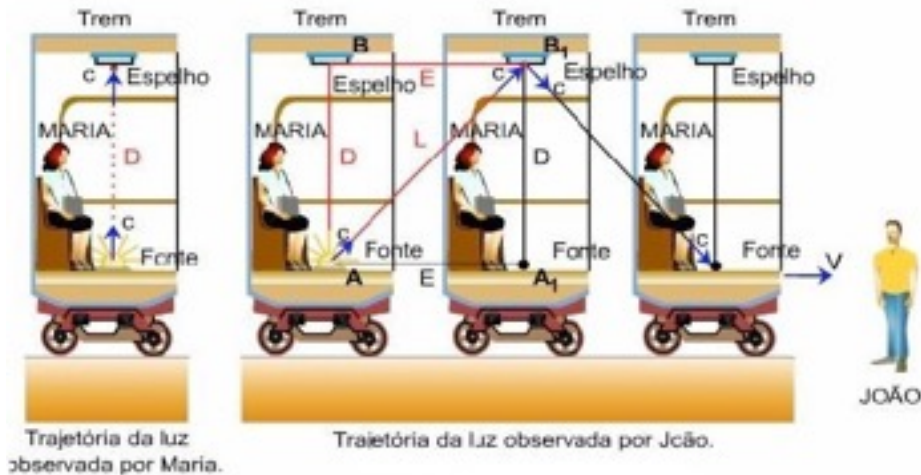 Trem
Trem
Trem
Trem
B
B₁
c
Espelho
E
Espelho
c
c
Espelho
MARIA
MARIA
MARIA
MARIA
D
D
L
D
c
c
c
Fonte
Fonte
Fonte
Fonte
A
E
A₁
V
JOÃO
Trajetória da luz
observada por Maria.
Trajetória da luz observada por João.